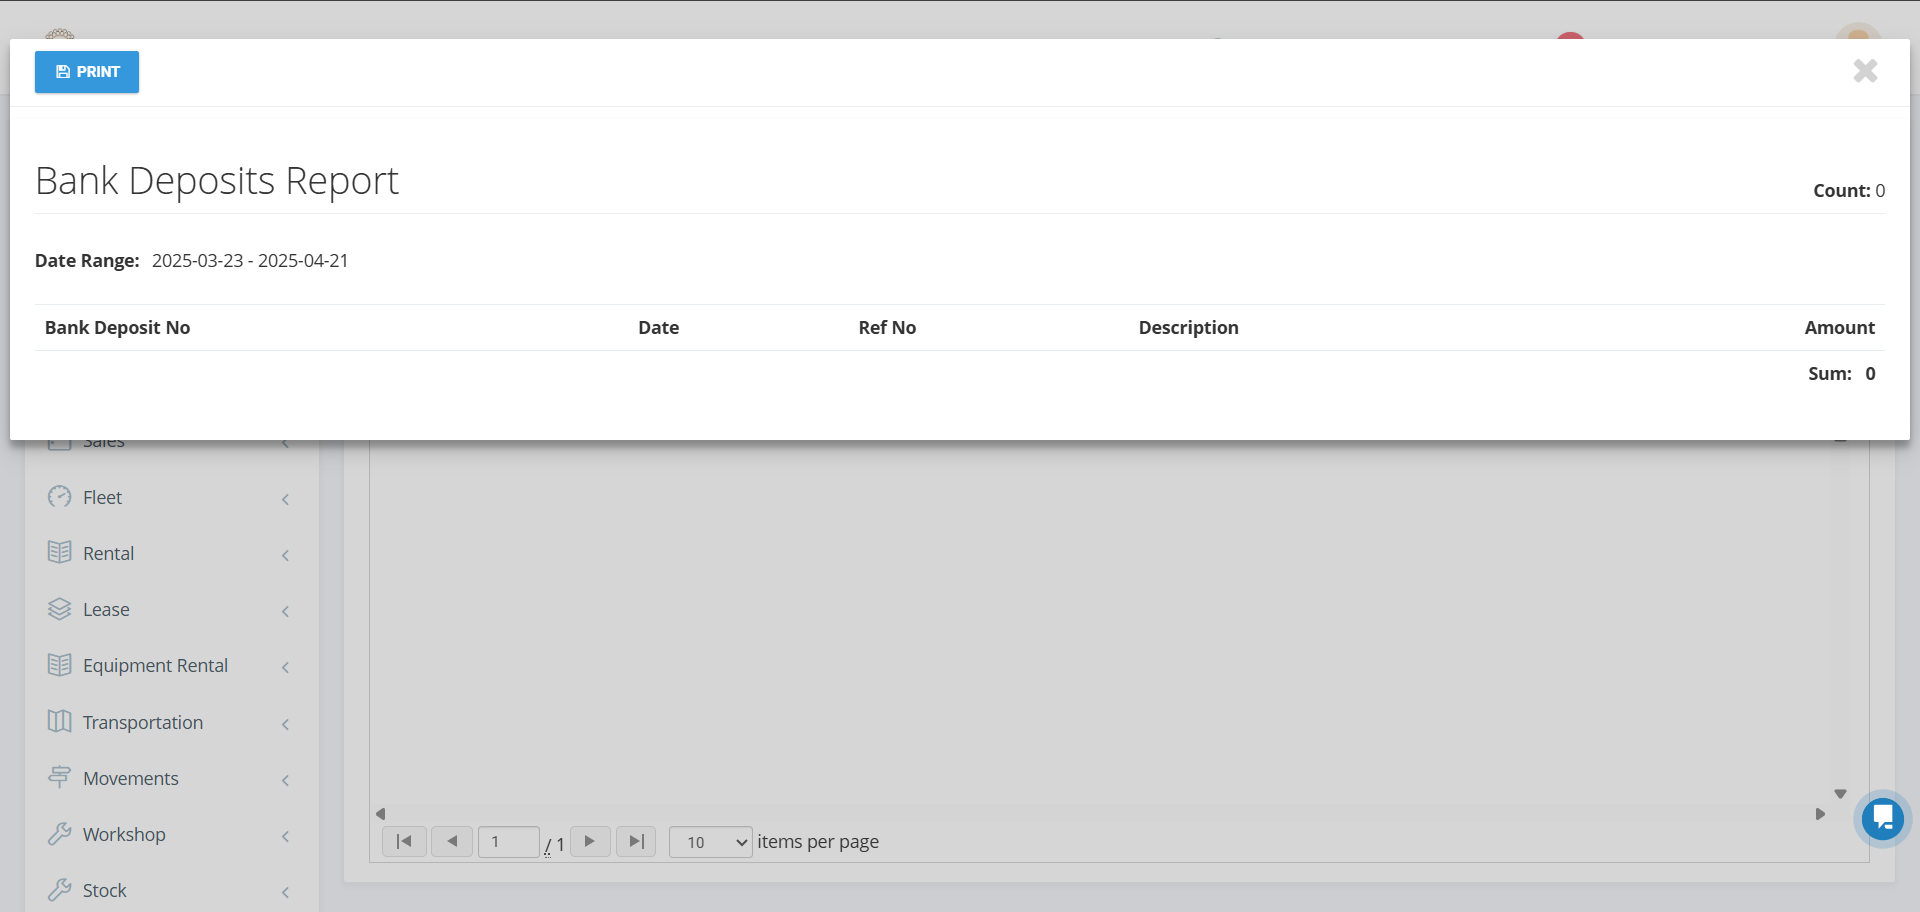 PRINT
Bank Deposits Report
Count: 0
Date Range: 2025-03-23 - 2025-04-21
Bank Deposit No Date Ref No Description Amount
Sum: 0
Sales
Fleet
Rental
Lease
Equipment Rental
Transportation
Movements
Workshop
Stock
1 / 1 10 items per page